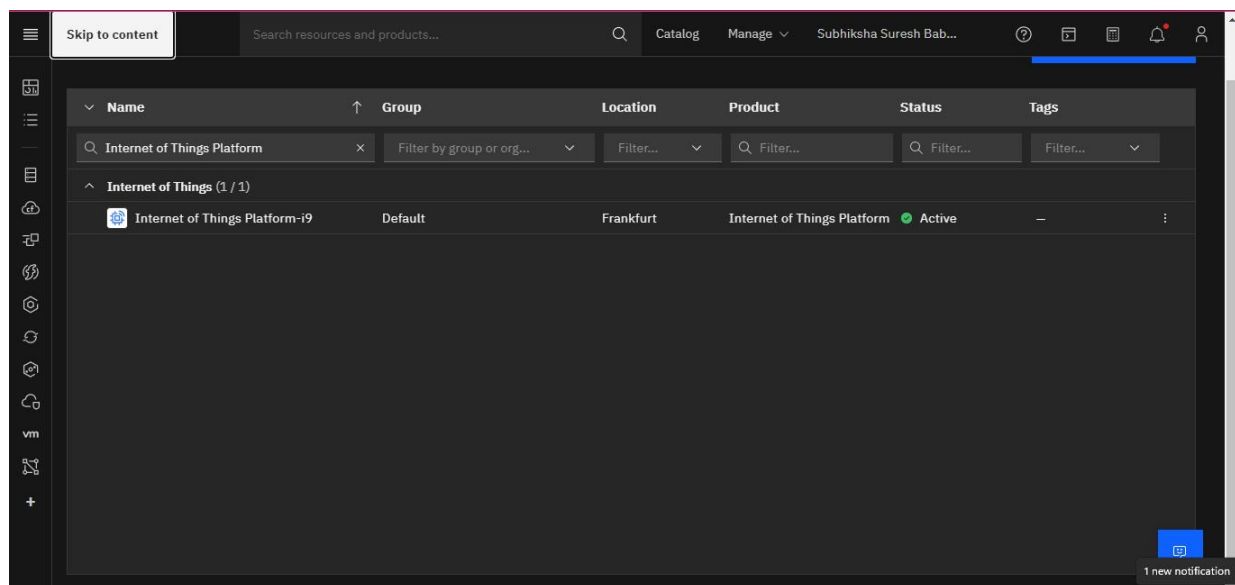 Skip to content
Search resources and products...
Catalog
Manage
Subhiksha Suresh Bab...
Name Group Location Product Status Tags
Internet of Things Platform Filter by group or org... Filter... Filter... Filter... Filter...
Internet of Things (1 / 1)
Internet of Things Platform-i9 Default Frankfurt Internet of Things Platform Active –
vm
1 new notification